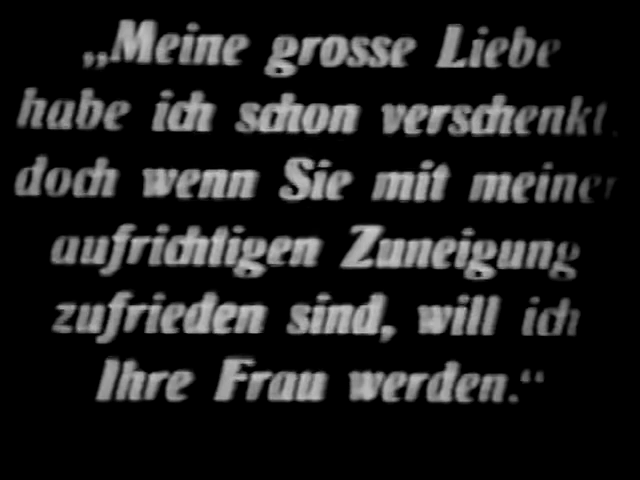 „Meine grosse Liebe
habe ich schon verschenkt,
doch wenn Sie mit meiner
aufrichtigen Zuneigung
zufrieden sind, will ich
Ihre Frau werden.“